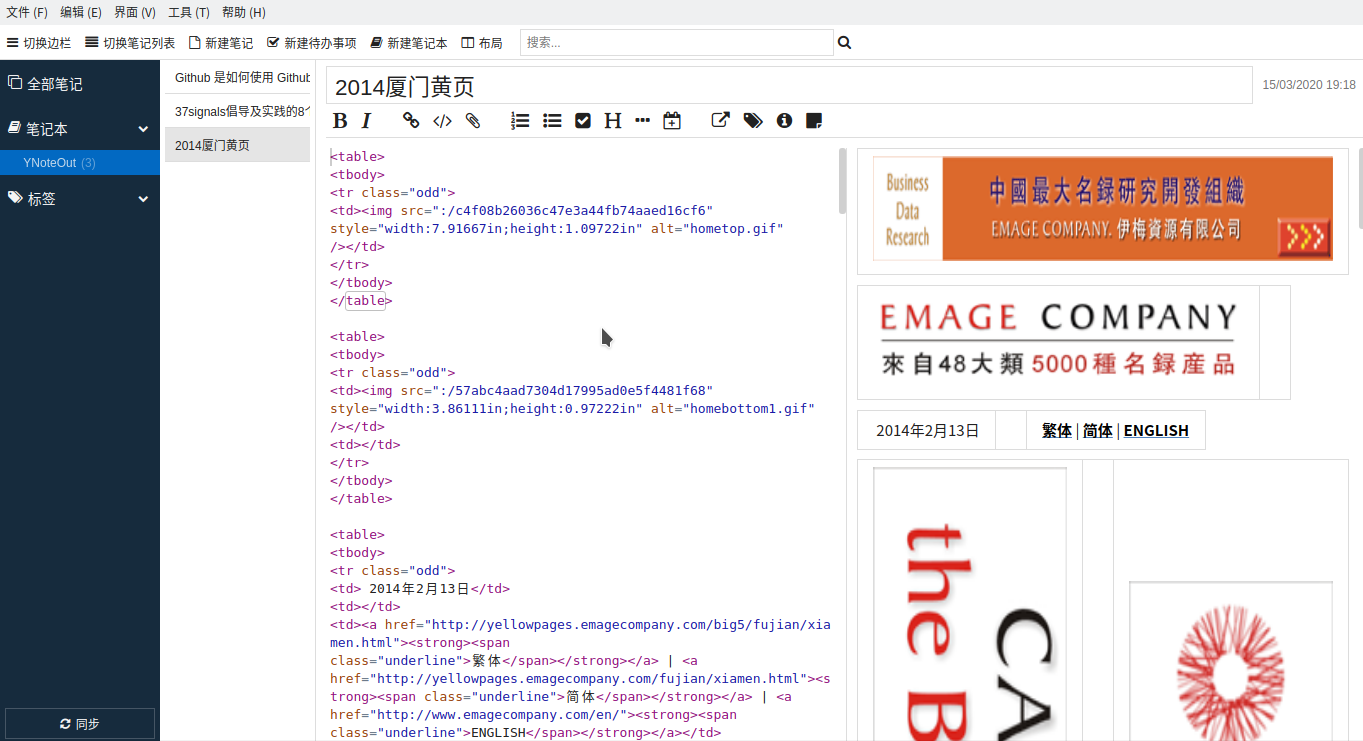 文件 (F) 编辑 (E) 界面 (V) 工具 (T) 帮助 (H)
切换边栏 切换笔记列表 新建笔记 新建待办事项 新建笔记本 布局 搜索...
全部笔记
笔记本
YNoteOut (3)
标签
同步
Github 是如何使用 Github
37signals倡导及实践的8个
2014厦门黄页
2014厦门黄页
15/03/2020 19:18
<table>
<tbody>
<tr class="odd">
<td><img src=":/c4f08b26036c47e3a44fb74aaed16cf6"
style="width:7.91667in;height:1.09722in" alt="hometop.gif"
/></td>
</tr>
</tbody>
</table>
<table>
<tbody>
<tr class="odd">
<td><img src=":/57abc4aad7304d17995ad0e5f4481f68"
style="width:3.86111in;height:0.97222in" alt="homebottom1.gif"
/></td>
<td></td>
</tr>
</tbody>
</table>
<table>
<tbody>
<tr class="odd">
<td> 2014年2月13日</td>
<td></td>
<td><a href="http://yellowpages.emagecompany.com/big5/fujian/xia
men.html"><strong><span
class="underline">繁体</span></strong></a> | <a
href="http://yellowpages.emagecompany.com/fujian/xiamen.html"><s
trong><span class="underline">简体</span></strong></a> | <a
href="http://www.emagecompany.com/en/"><strong><span
class="underline">ENGLISH</span></strong></a></td>
Business
Data
Research
中國最大名録研究開發組織
EMAGE COMPANY. 伊梅資源有限公司
EMAGE COMPANY
來自48大類 5000種名録産品
2014年2月13日 繁体 | 简体 | ENGLISH
the B
CA